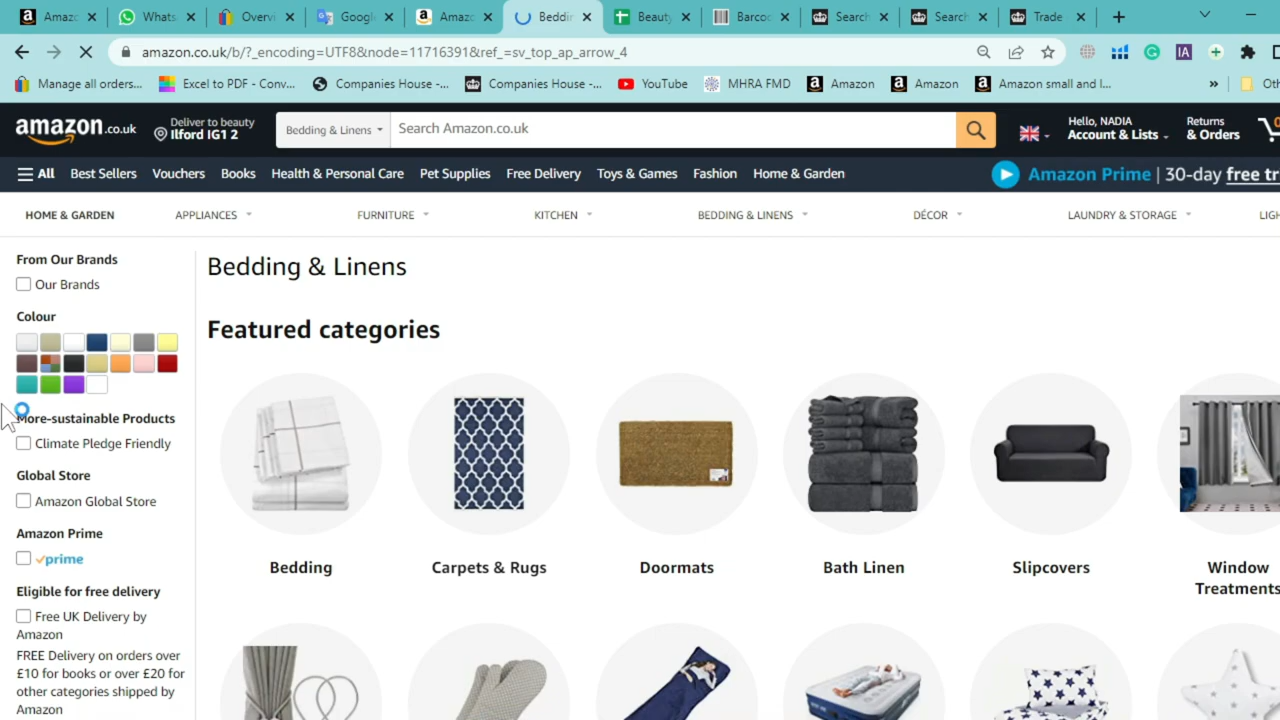 Amazc
Whats
Overvi
Google
Amazc
Beddin
Beauty
Barcoc
Search
Search
Trade
amazon.co.uk/b/?_encoding=UTF8&node=11716391&ref_=sv_top_ap_arrow_4
Manage all orders...
Excel to PDF - Conv...
Companies House -...
Companies House -...
YouTube
MHRA FMD
Amazon
Amazon
Amazon small and l...
»
Oth
amazon.co.uk
Deliver to beauty
Ilford IG1 2
Bedding & Linens
Search Amazon.co.uk
Hello, NADIA
Account & Lists
Returns
& Orders
All
Best Sellers
Vouchers
Books
Health & Personal Care
Pet Supplies
Free Delivery
Toys & Games
Fashion
Home & Garden
Amazon Prime | 30-day free tr
HOME & GARDEN
APPLIANCES
FURNITURE
KITCHEN
BEDDING & LINENS
DÉCOR
LAUNDRY & STORAGE
LIGH
From Our Brands
Our Brands
Colour
More-sustainable Products
Climate Pledge Friendly
Global Store
Amazon Global Store
Amazon Prime
prime
Eligible for free delivery
Free UK Delivery by
Amazon
FREE Delivery on orders over
£10 for books or over £20 for
other categories shipped by
Amazon
Bedding & Linens
Featured categories
Bedding
Carpets & Rugs
Doormats
Bath Linen
Slipcovers
Window
Treatments